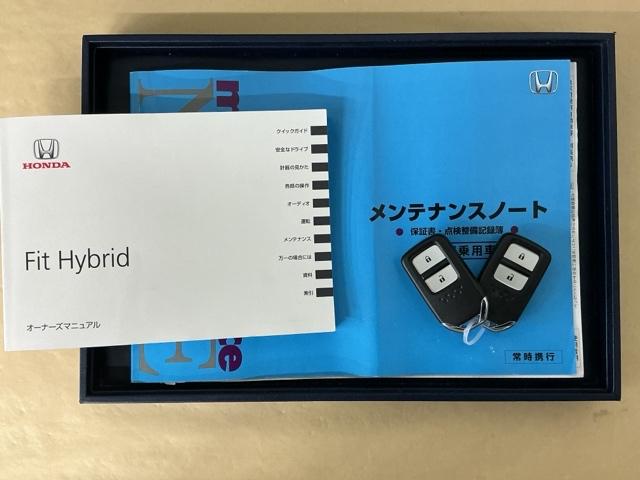 HONDA
Fit Hybrid
オーナーズマニュアル
クイックガイド
安全なドライブ
計器の見かた
各部の操作
オーディオ
運転
メンテナンス
万一の場合には
資料
索引
メンテナンスノート
保証書・点検整備記録簿
乗用車
常時携行